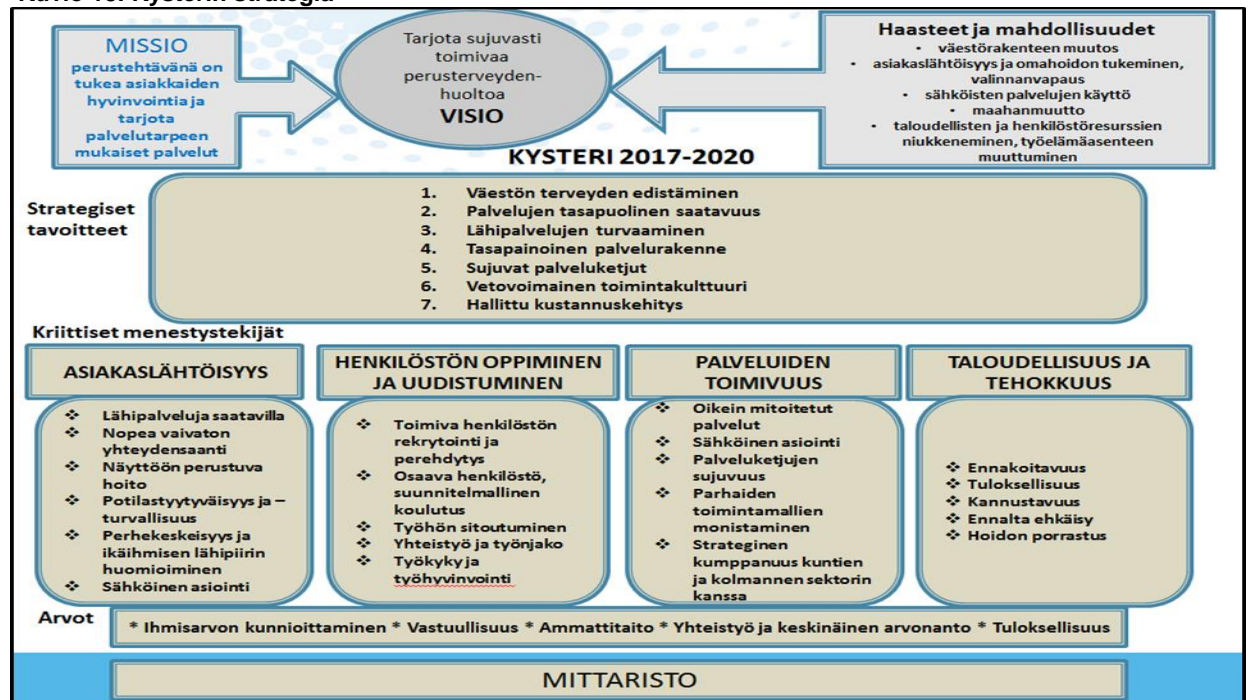 Kuvio 10. Kysterin strategia
MISSIO
perustehtävänä on
tukea asiakkaiden
hyvinvointia ja
tarjota
palvelutarpeen
mukaiset palvelut
Tarjota sujuvasti
toimivaa
perusterveyden-
huoltoa
VISIO
Haasteet ja mahdollisuudet
• väestörakenteen muutos
• asiakaslähtöisyys ja omahoidon tukeminen,
valinnanvapaus
• sähköisten palvelujen käyttö
• maahanmuutto
• taloudellisten ja henkilöstöresurssien
niukkeneminen, työelämäasenteen
muuttuminen
KYSTERI 2017-2020
Strategiset
tavoitteet
1. Väestön terveyden edistäminen
2. Palvelujen tasapuolinen saatavuus
3. Lähipalvelujen turvaaminen
4. Tasapainoinen palvelurakenne
5. Sujuvat palveluketjut
6. Vetovoimainen toimintakulttuuri
7. Hallittu kustannuskehitys
Kriittiset menestystekijät
ASIAKASLÄHTÖISYYS
❖ Lähipalveluja saatavilla
❖ Nopea vaivaton
yhteydensaanti
❖ Näyttöön perustuva
hoito
❖ Potilastyytyväisyys ja –
turvallisuus
❖ Perhekeskeisyys ja
ikäihmisen lähipiirin
huomioiminen
❖ Sähköinen asiointi
HENKILÖSTÖN OPPIMINEN
JA UUDISTUMINEN
❖ Toimiva henkilöstön
rekrytointi ja
perehdytys
❖ Osaava henkilöstö,
suunnitelmallinen
koulutus
❖ Työhön sitoutuminen
❖ Yhteistyö ja työnjako
❖ Työkyky ja
työhyvinvointi
PALVELUIDEN
TOIMIVUUS
❖ Oikein mitoitetut
palvelut
❖ Sähköinen asiointi
❖ Palveluketjujen
sujuvuus
❖ Parhaiden
toimintamallien
monistaminen
❖ Strateginen
kumppanuus kuntien
ja kolmannen sektorin
kanssa
TALOUDELLISUUS JA
TEHOKKUUS
❖ Ennakoitavuus
❖ Tuloksellisuus
❖ Kannustavuus
❖ Ennalta ehkäisy
❖ Hoidon porrastus
Arvot
* Ihmisarvon kunnioittaminen * Vastuullisuus * Ammattitaito * Yhteistyö ja keskinäinen arvonanto * Tuloksellisuus
MITTARISTO